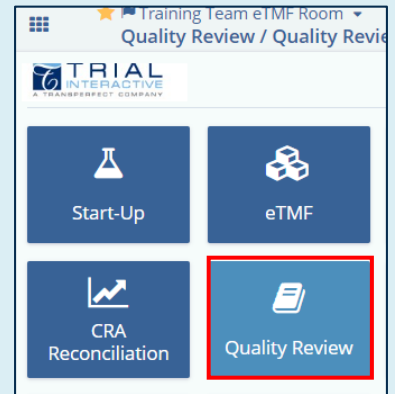 Training Team eTMF Room
Quality Review / Quality Revie
TRIAL
INTERACTIVE
A TRANSPERFECT COMPANY
Start-Up
eTMF
CRA
Reconciliation
Quality Review